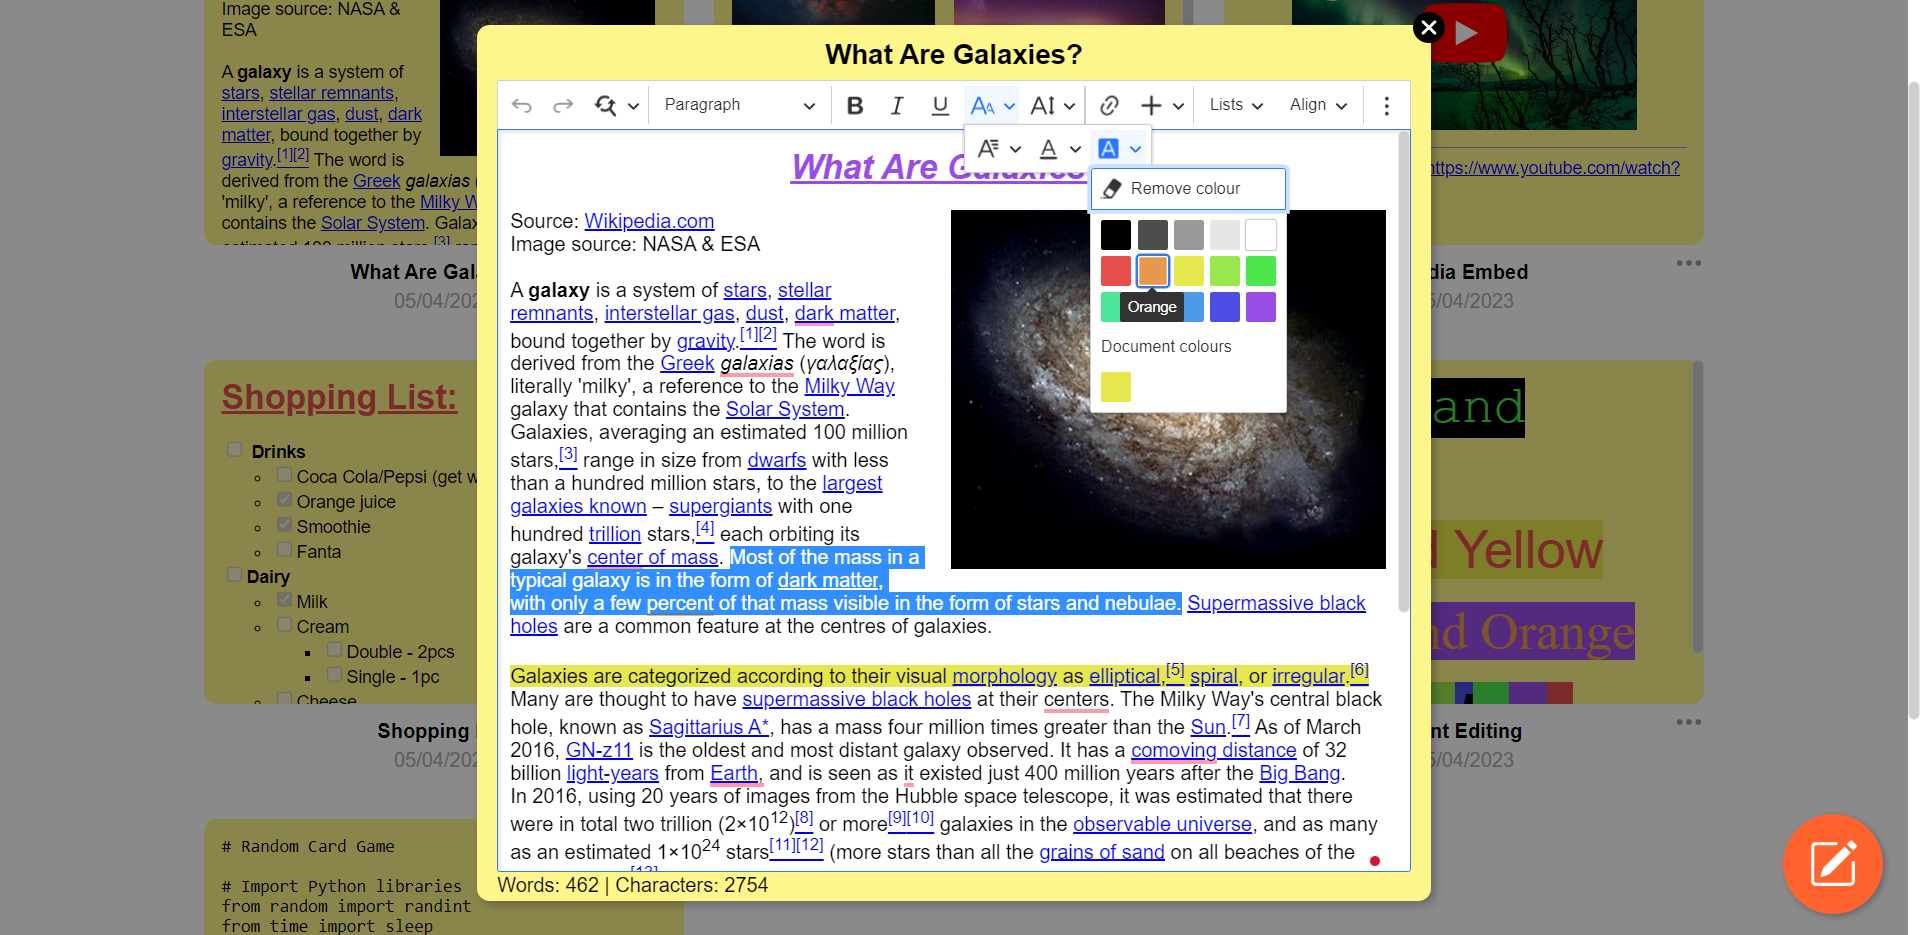 Image source: NASA &
ESA
A galaxy is a system of
stars, stellar remnants,
interstellar gas, dust, dark
matter, bound together by
gravity.[1][2] The word is
derived from the Greek galaxias
'milky', a reference to the Milky W
contains the Solar System. Galax
What Are Gal
05/04/202
Shopping List:
Drinks
Coca Cola/Pepsi (get w
Orange juice
Smoothie
Fanta
Dairy
Milk
Cream
Double - 2pcs
Single - 1pc
Cheese
Shopping
05/04/202
# Random Card Game
# Import Python libraries
from random import randint
from time import sleep
What Are Galaxies?
Paragraph
B I U
Lists
Align
What Are Galaxies
Remove colour
Orange
Document colours
Source: Wikipedia.com
Image source: NASA & ESA
A galaxy is a system of stars, stellar
remnants, interstellar gas, dust, dark matter,
bound together by gravity.[1][2] The word is
derived from the Greek galaxias (γαλαξίας),
literally 'milky', a reference to the Milky Way
galaxy that contains the Solar System.
Galaxies, averaging an estimated 100 million
stars,[3] range in size from dwarfs with less
than a hundred million stars, to the largest
galaxies known – supergiants with one
hundred trillion stars,[4] each orbiting its
galaxy's center of mass. Most of the mass in a
typical galaxy is in the form of dark matter,
with only a few percent of that mass visible in the form of stars and nebulae. Supermassive black
holes are a common feature at the centres of galaxies.
Galaxies are categorized according to their visual morphology as elliptical,[5] spiral, or irregular.[6]
Many are thought to have supermassive black holes at their centers. The Milky Way's central black
hole, known as Sagittarius A*, has a mass four million times greater than the Sun.[7] As of March
2016, GN-z11 is the oldest and most distant galaxy observed. It has a comoving distance of 32
billion light-years from Earth, and is seen as it existed just 400 million years after the Big Bang.
In 2016, using 20 years of images from the Hubble space telescope, it was estimated that there
were in total two trillion (2×10¹²)[8] or more[9][10] galaxies in the observable universe, and as many
as an estimated 1×10²⁴ stars[11][12] (more stars than all the grains of sand on all beaches of the
Words: 462 | Characters: 2754
https://www.youtube.com/watch?
dia Embed
5/04/2023
and
d Yellow
nd Orange
nt Editing
5/04/2023